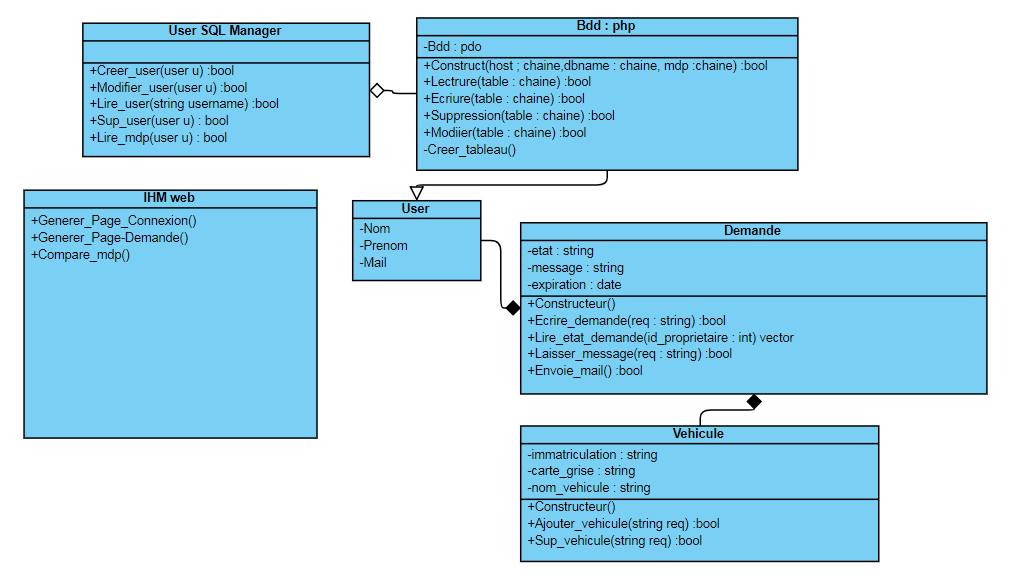 User SQL Manager
+Creer_user(user u) :bool
+Modifier_user(user u) :bool
+Lire_user(string username) :bool
+Sup_user(user u) : bool
+Lire_mdp(user u) : bool
Bdd : php
-Bdd : pdo
+Construct(host ; chaine,dbname : chaine, mdp :chaine) :bool
+Lectrure(table : chaine) :bool
+Ecriure(table : chaine) :bool
+Suppression(table : chaine) :bool
+Modiier(table : chaine) :bool
-Creer_tableau()
IHM web
+Generer_Page_Connexion()
+Generer_Page-Demande()
+Compare_mdp()
User
-Nom
-Prenom
-Mail
Demande
-etat : string
-message : string
-expiration : date
+Constructeur()
+Ecrire_demande(req : string) :bool
+Lire_etat_demande(id_proprietaire : int) vector
+Laisser_message(req : string) :bool
+Envoie_mail() :bool
Vehicule
-immatriculation : string
-carte_grise : string
-nom_vehicule : string
+Constructeur()
+Ajouter_vehicule(string req) :bool
+Sup_vehicule(string req) :bool